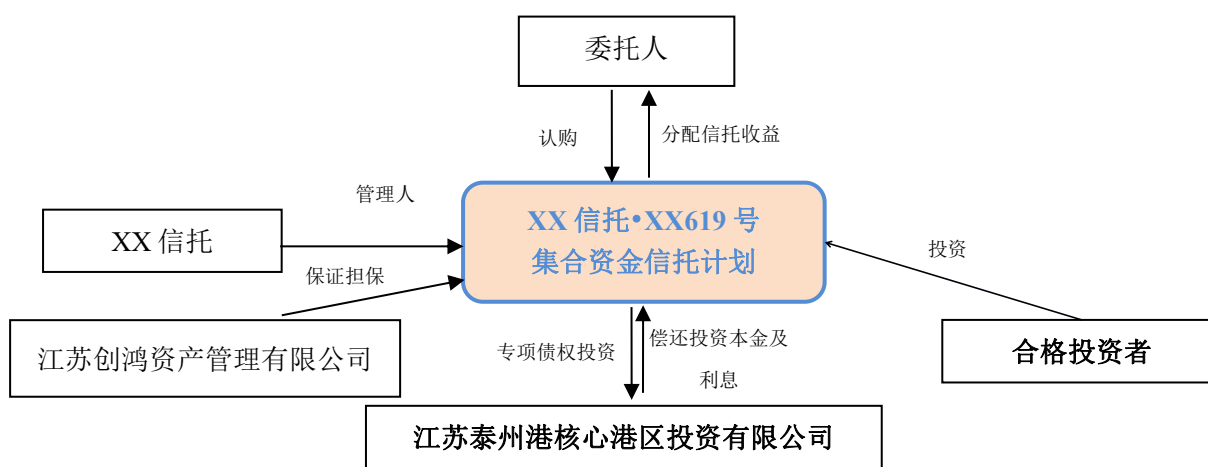 委托人
认购
分配信托收益
管理人
XX 信托
XX 信托•XX619 号
集合资金信托计划
投资
保证担保
江苏创鸿资产管理有限公司
专项债权投资
偿还投资本金及
利息
合格投资者
江苏泰州港核心港区投资有限公司